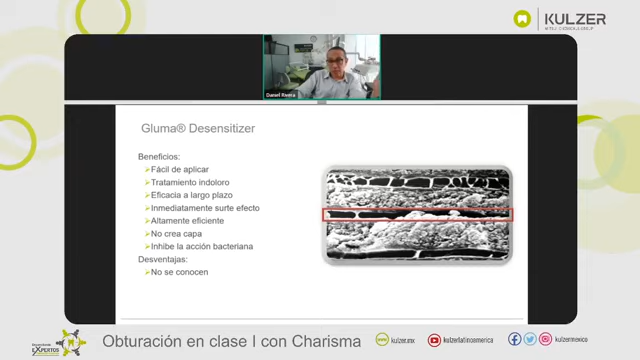 KULZER
Daniel Rivera
Gluma® Desensitizer
Beneficios:
Fácil de aplicar
Tratamiento indoloro
Eficacia a largo plazo
Inmediatamente surte efecto
Altamente eficiente
No crea capa
Inhibe la acción bacteriana
Desventajas:
No se conocen
EXPERTOS
Obturación en clase I con Charisma
kulzer.mx
kulzerlatinoamerica
kulzermexico